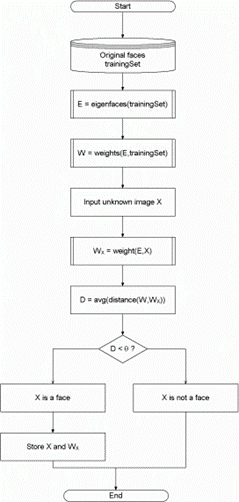 Start
Original faces
trainingSet
E = eigenfaces(trainingSet)
W = weights(E,trainingSet)
Input unknown image X
Wx = weight(E,X)
D = avg(distance(W,Wx))
D < θ ?
X is a face
X is not a face
Store X and Wx
End